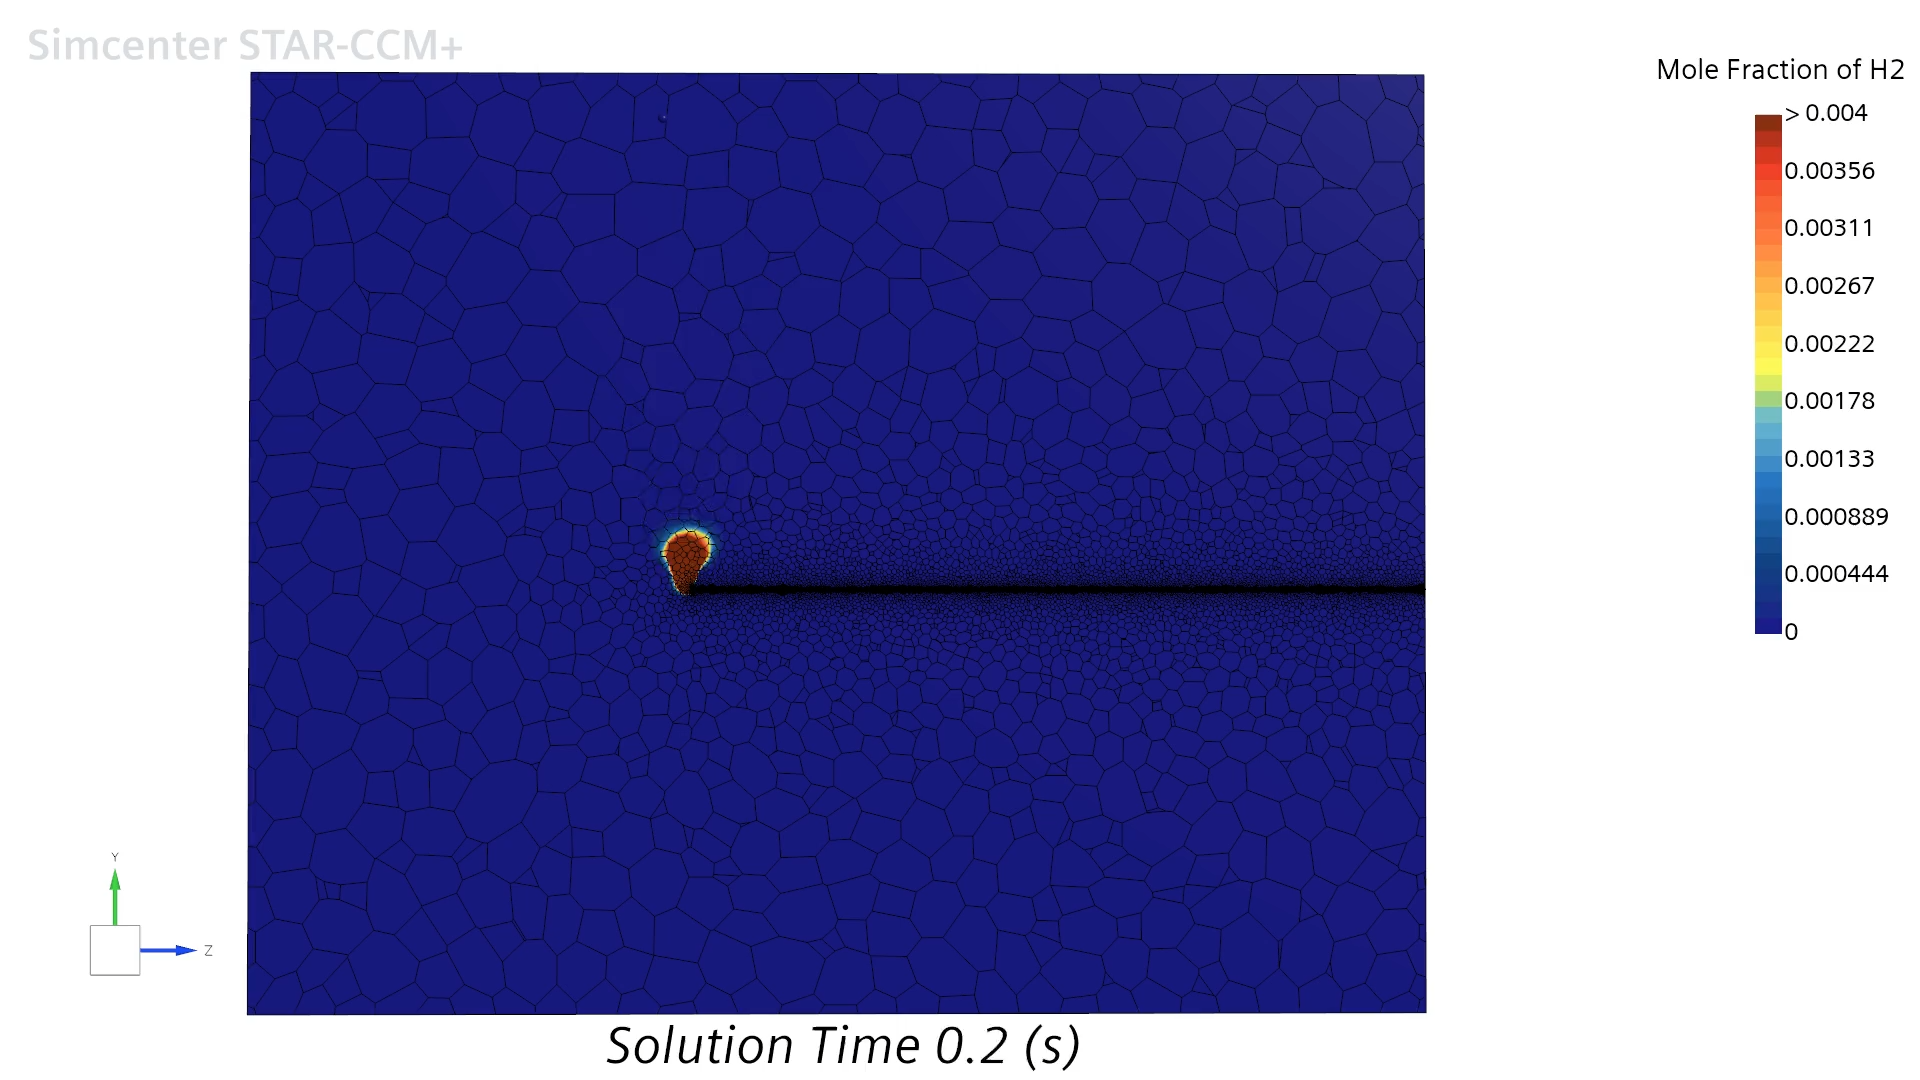 Simcenter STAR-CCM+
Mole Fraction of H2
> 0.004
0.00356
0.00311
0.00267
0.00222
0.00178
0.00133
0.000889
0.000444
0
Y
Z
Solution Time 0.2 (s)